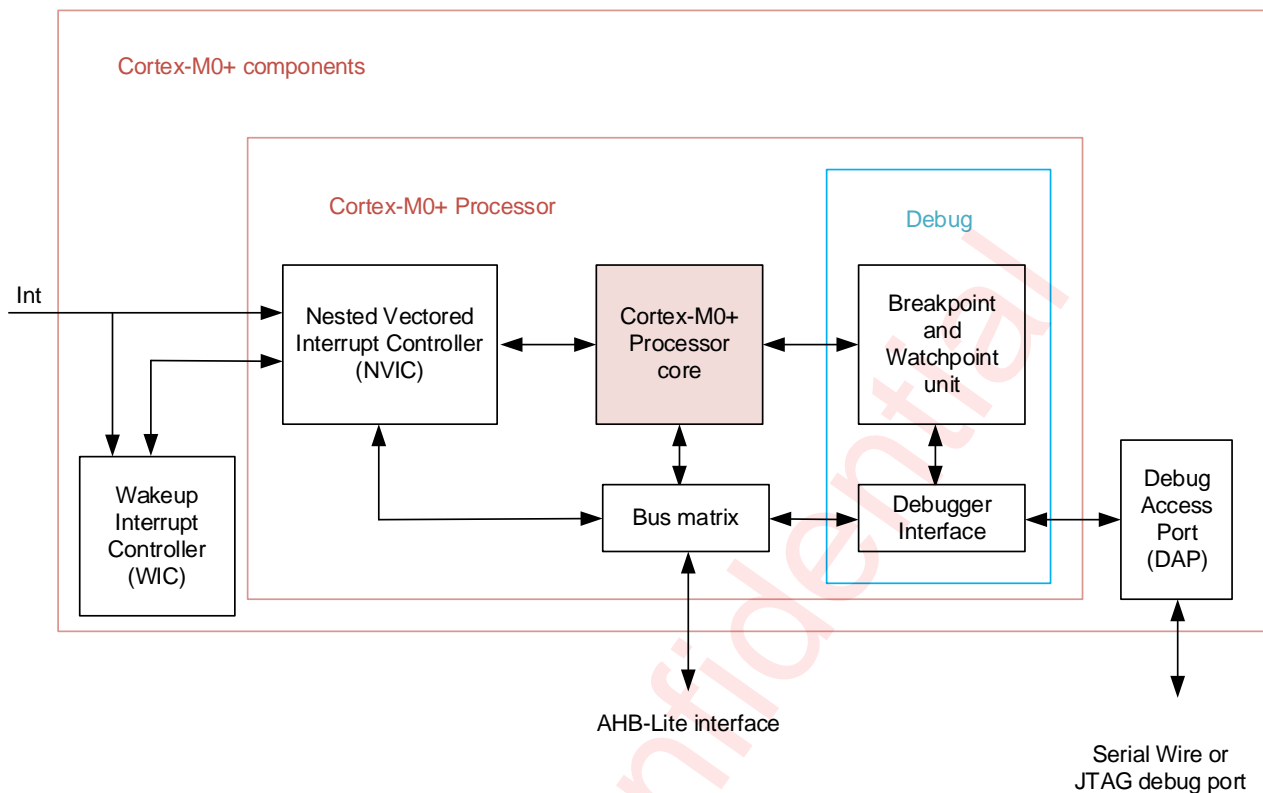 Cortex-M0+ components
Cortex-M0+ Processor
Debug
Int
Nested Vectored
Interrupt Controller
(NVIC)
Cortex-M0+
Processor
core
Breakpoint
and
Watchpoint
unit
Wakeup
Interrupt
Controller
(WIC)
Bus matrix
Debugger
Interface
Debug
Access
Port
(DAP)
AHB-Lite interface
Serial Wire or
JTAG debug port
nfidential